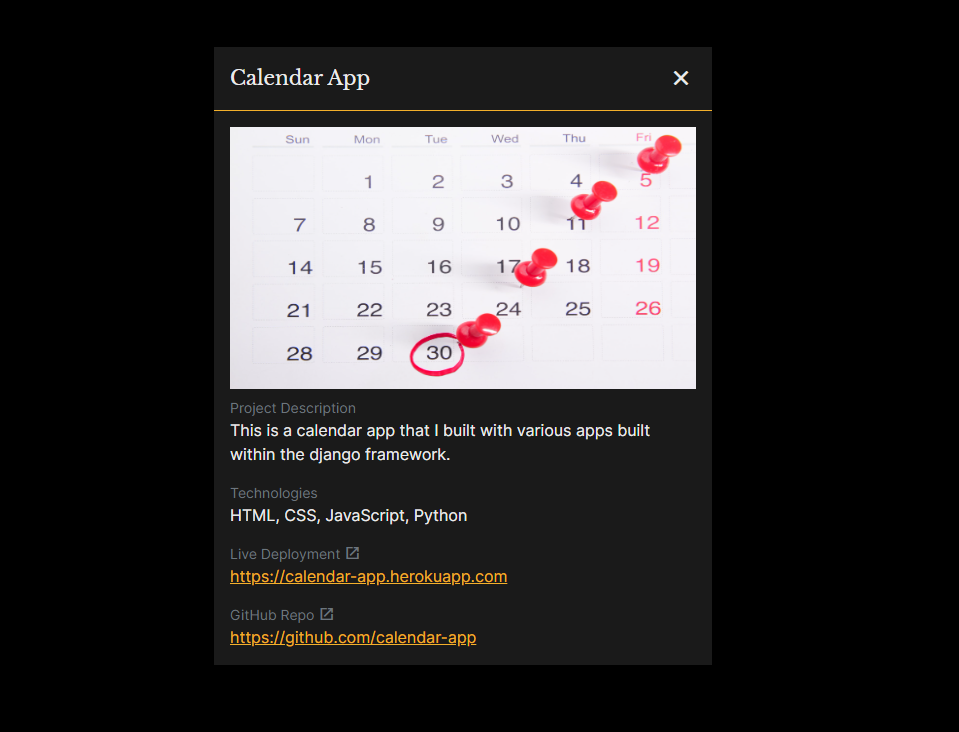 Calendar App
Sun Mon Tue Wed Thu Fri
1 2 3 4 5
7 8 9 10 11 12
14 15 16 17 18 19
21 22 23 24 25 26
28 29 30
Project Description
This is a calendar app that I built with various apps built
within the django framework.
Technologies
HTML, CSS, JavaScript, Python
Live Deployment
https://calendar-app.herokuapp.com
GitHub Repo
https://github.com/calendar-app